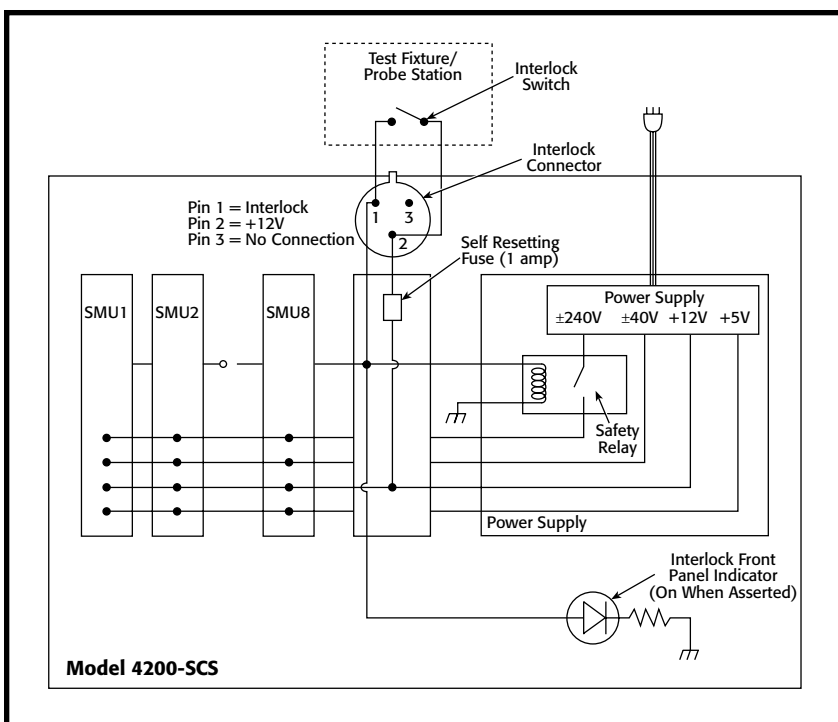 Test Fixture/
Probe Station
Interlock
Switch
Interlock
Connector
Pin 1 = Interlock
Pin 2 = +12V
Pin 3 = No Connection
1
3
2
Self Resetting
Fuse (1 amp)
SMU1
SMU2
SMU8
Power Supply
±240V ±40V +12V +5V
Safety
Relay
Power Supply
Interlock Front
Panel Indicator
(On When Asserted)
Model 4200-SCS